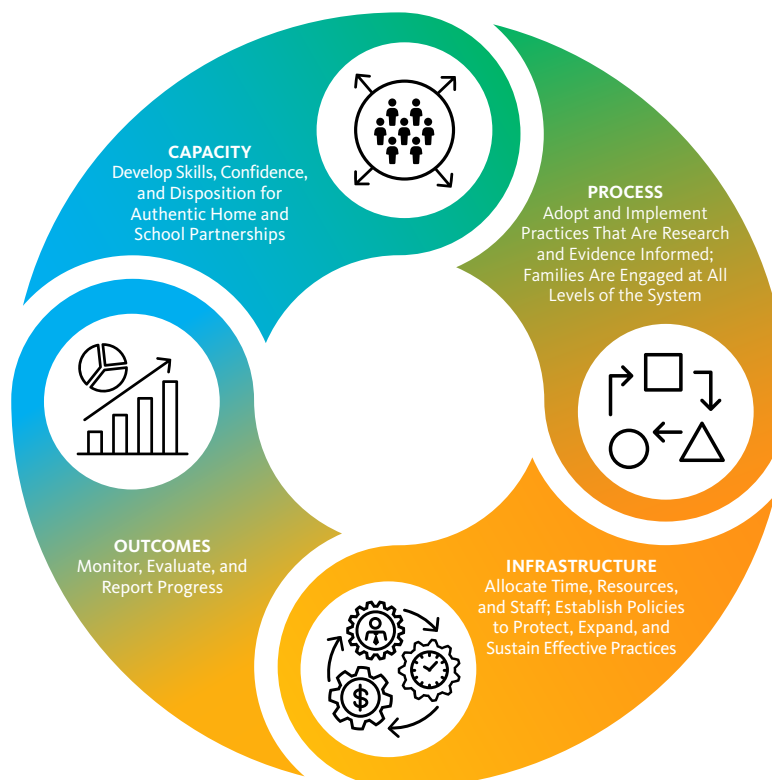 CAPACITY
Develop Skills, Confidence,
and Disposition for
Authentic Home and
School Partnerships
PROCESS
Adopt and Implement
Practices That Are Research
and Evidence Informed;
Families Are Engaged at All
Levels of the System
INFRASTRUCTURE
Allocate Time, Resources,
and Staff; Establish Policies
to Protect, Expand, and
Sustain Effective Practices
$
OUTCOMES
Monitor, Evaluate, and
Report Progress